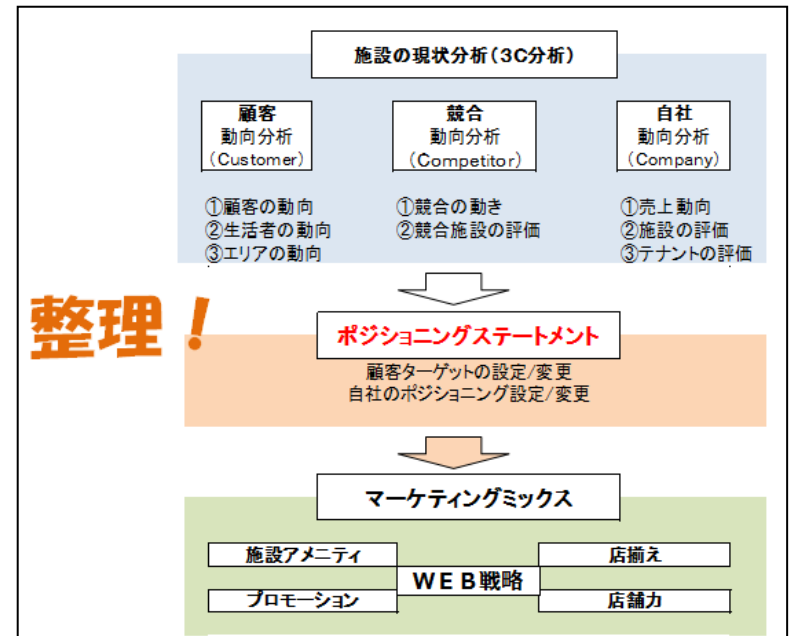 施設の現状分析(3C分析)
顧客
動向分析
(Customer)
競合
動向分析
(Competitor)
自社
動向分析
(Company)
①顧客の動向
②生活者の動向
③エリアの動向
①競合の動き
②競合施設の評価
①売上動向
②施設の評価
③テナントの評価
整理！
ポジショニングステートメント
顧客ターゲットの設定/変更
自社のポジショニング設定/変更
マーケティングミックス
施設アメニティ
店揃え
WEB戦略
プロモーション
店舗力